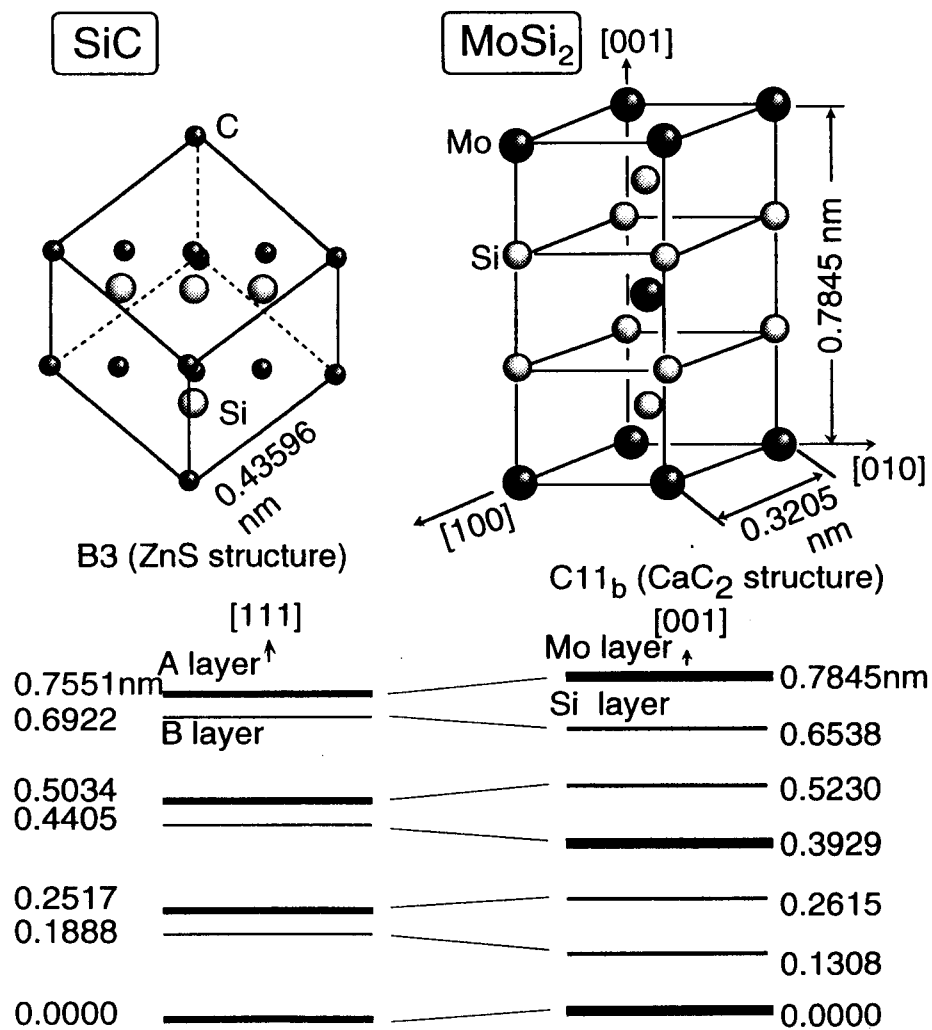 SiC
C
Si
0.43596
nm
B3 (ZnS structure)
MoSi2
[001]
Mo
Si
0.7845 nm
[010]
[100]
0.3205
nm
C11b (CaC2 structure)
[111]
A layer
0.7551nm
0.6922
B layer
0.5034
0.4405
0.2517
0.1888
0.0000
[001]
Mo layer
0.7845nm
Si layer
0.6538
0.5230
0.3929
0.2615
0.1308
0.0000